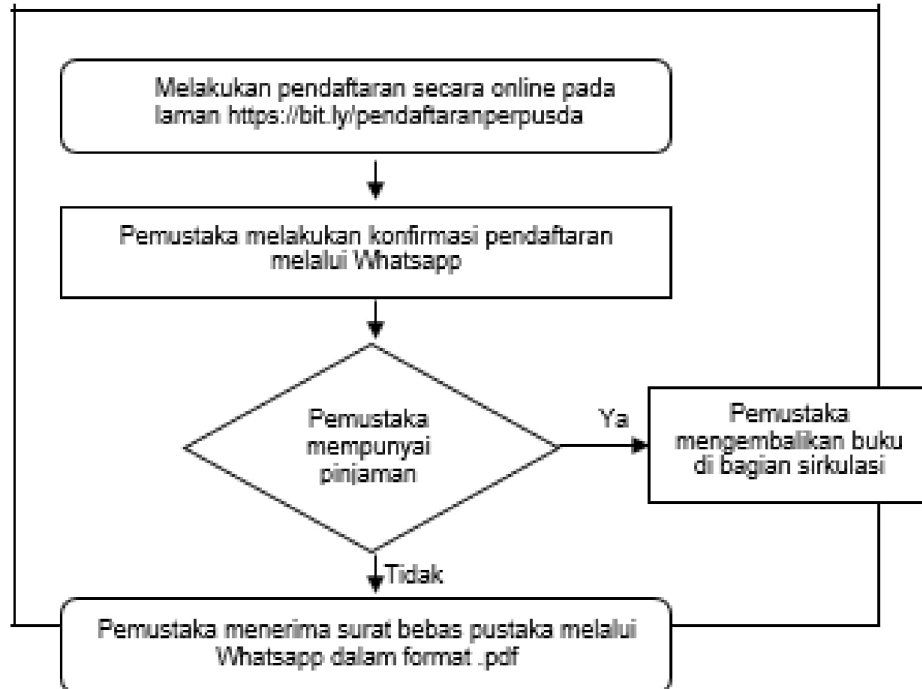 Melakukan pendaftaran secara online pada
laman https://bit.ly/pendaftaranperpusda
Pemustaka melakukan konfirmasi pendaftaran
melalui Whatsapp
Pemustaka
mempunyai
pinjaman
Ya
Pemustaka
mengembalikan buku
di bagian sirkulasi
Tidak
Pemustaka menerima surat bebas pustaka melalui
Whatsapp dalam format .pdf